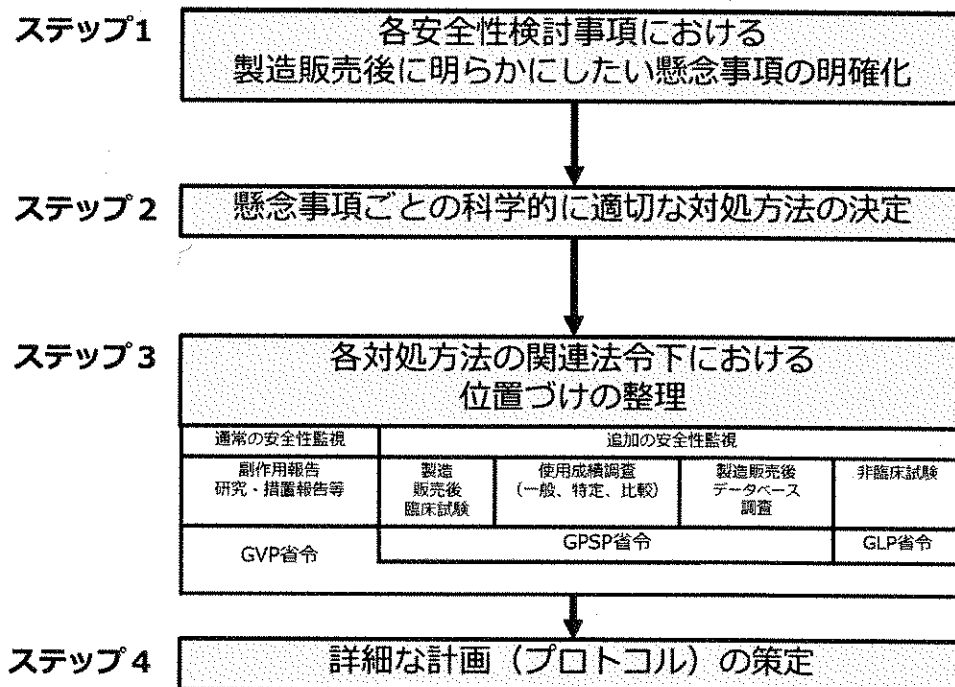 ステップ1
各安全性検討事項における
製造販売後に明らかにしたい懸念事項の明確化
ステップ2
懸念事項ごとの科学的に適切な対処方法の決定
ステップ3
各対処方法の関連法令下における
位置づけの整理
通常の安全性監視
追加の安全性監視
副作用報告
研究・措置報告等
製造
販売後
臨床試験
使用成績調査
（一般、特定、比較）
製造販売後
データベース
調査
非臨床試験
GVP省令
GPSP省令
GLP省令
ステップ4
詳細な計画（プロトコル）の策定